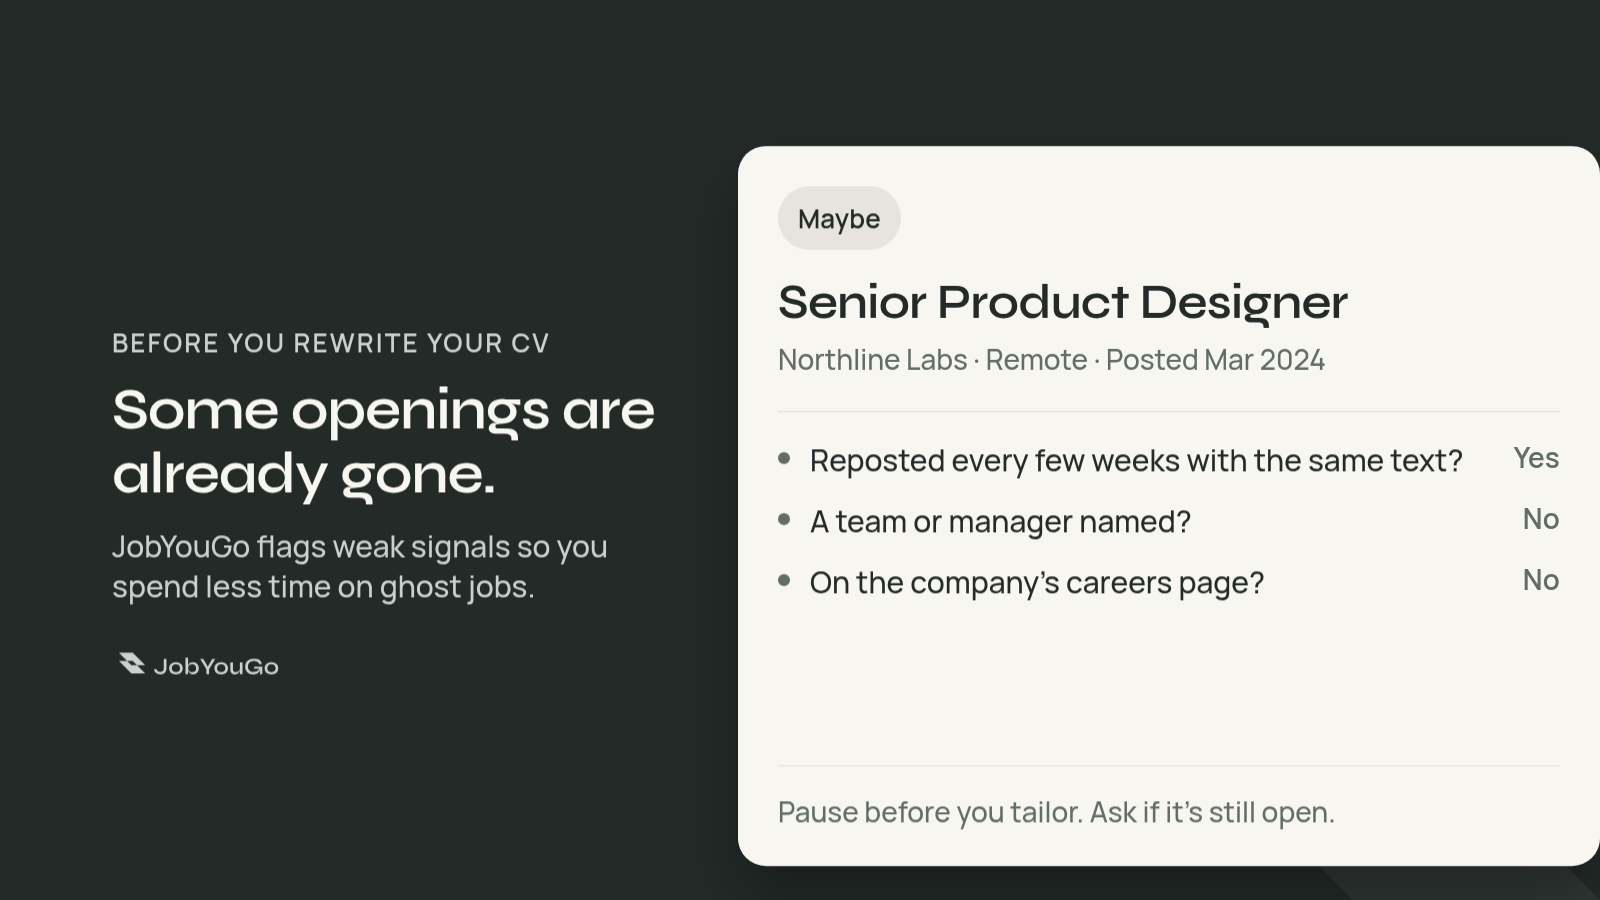 BEFORE YOU REWRITE YOUR CV
Some openings are
already gone.
JobYouGo flags weak signals so you
spend less time on ghost jobs.
JobYouGo
Maybe
Senior Product Designer
Northline Labs · Remote · Posted Mar 2024
Reposted every few weeks with the same text? Yes
A team or manager named? No
On the company’s careers page? No
Pause before you tailor. Ask if it’s still open.